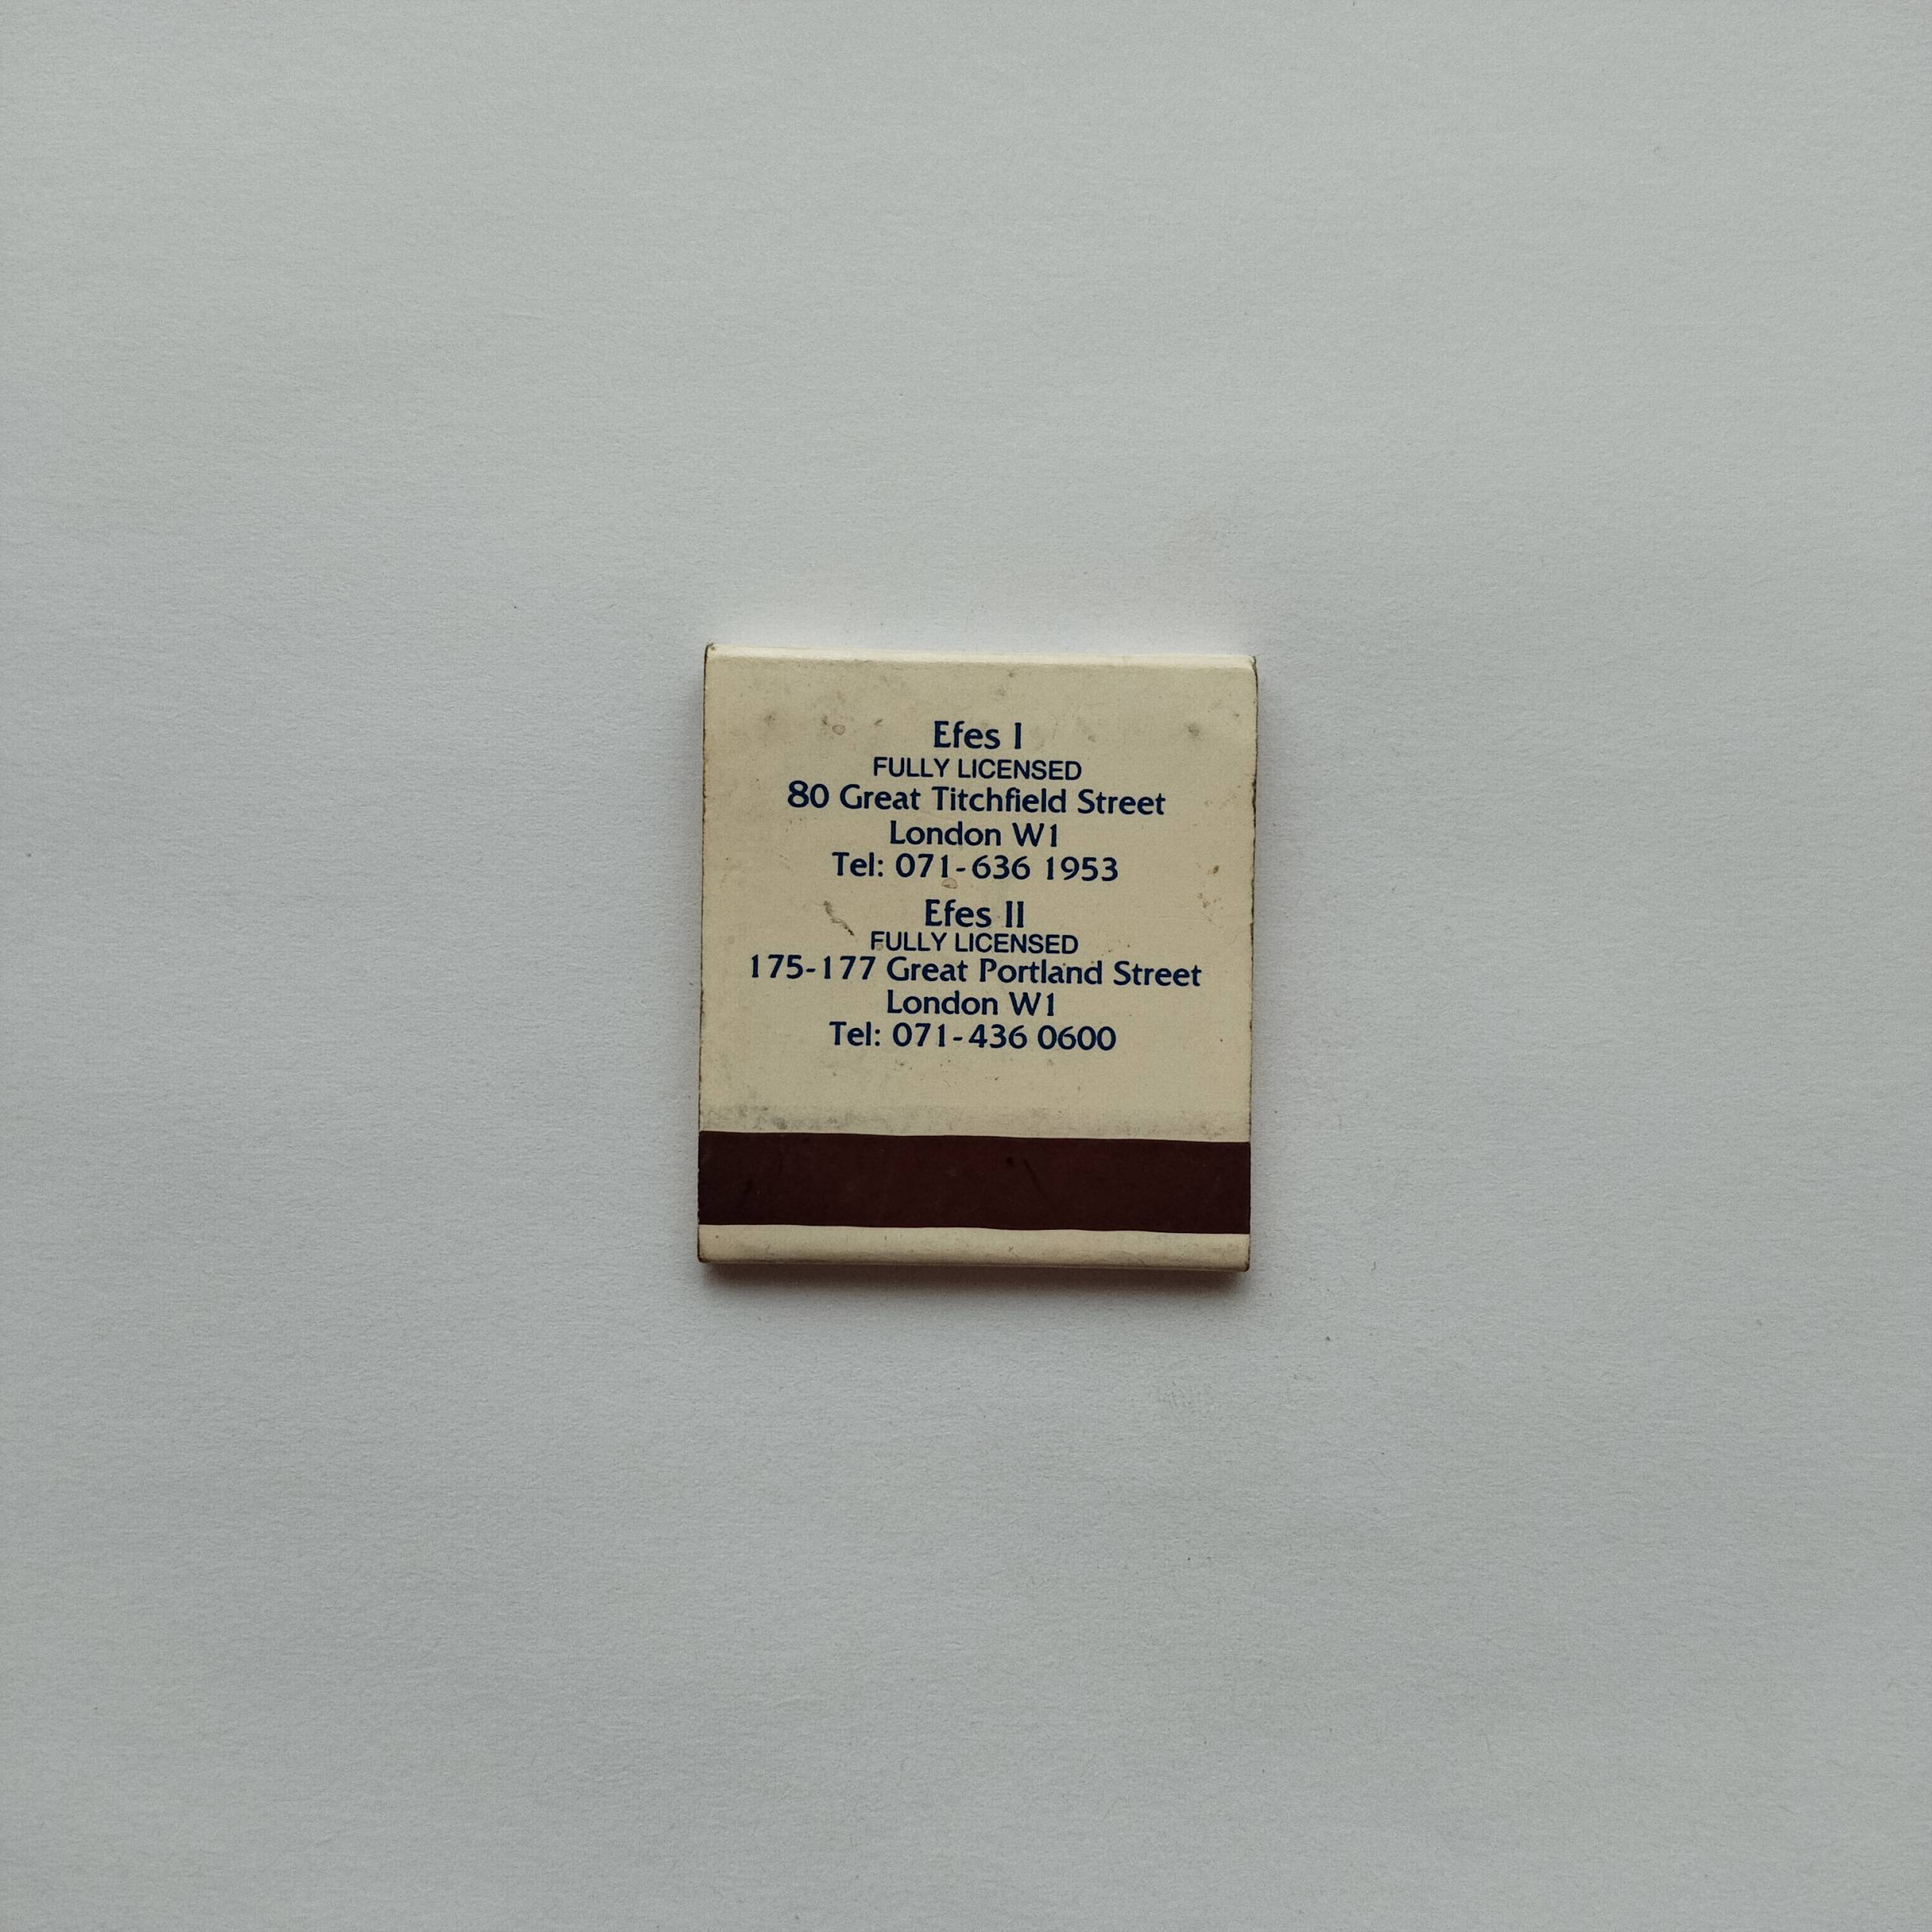 Efes I
FULLY LICENSED
80 Great Titchfield Street
London W1
Tel: 071-636 1953
Efes II
FULLY LICENSED
175-177 Great Portland Street
London W1
Tel: 071-436 0600